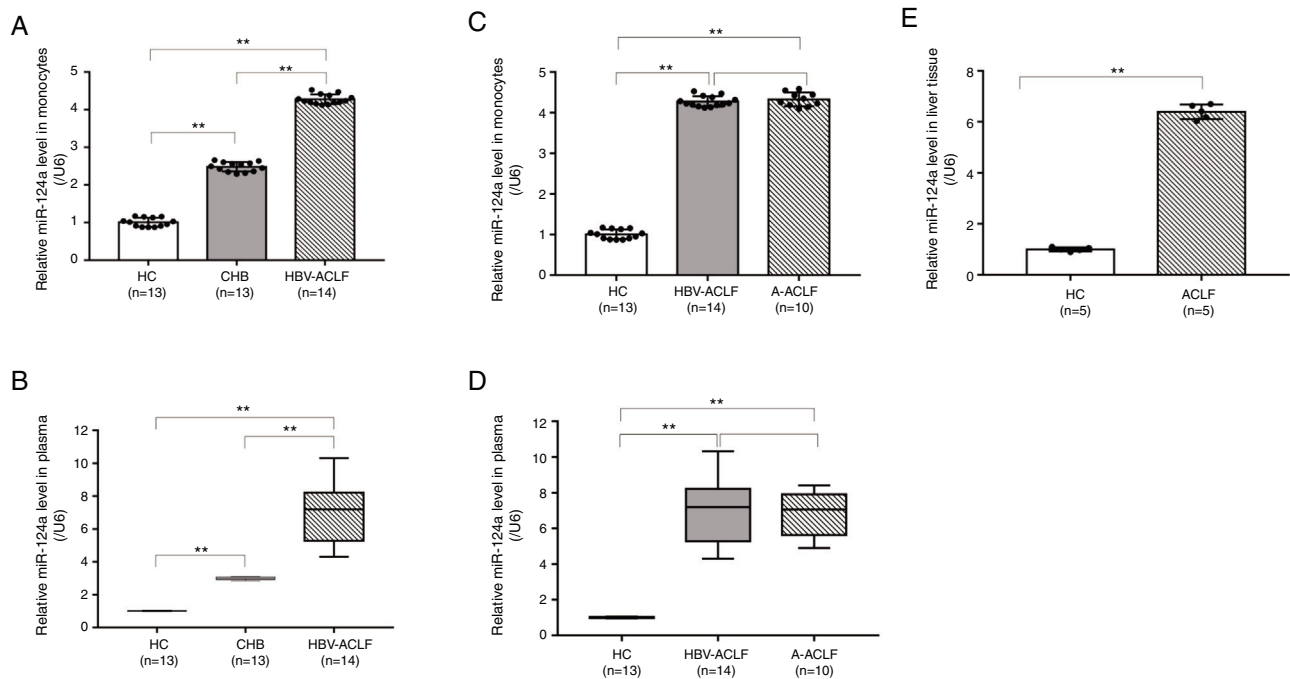 A
Relative miR-124a level in monocytes
(/U6)
5
4
3
2
1
0
**
**
**
HC
(n=13)
CHB
(n=13)
HBV-ACLF
(n=14)
B
Relative miR-124a level in plasma
(/U6)
12
10
8
6
4
2
0
**
**
**
HC
(n=13)
CHB
(n=13)
HBV-ACLF
(n=14)
C
Relative miR-124a level in monocytes
(/U6)
5
4
3
2
1
0
**
**
HC
(n=13)
HBV-ACLF
(n=14)
A-ACLF
(n=10)
D
Relative miR-124a level in plasma
(/U6)
12
10
8
6
4
2
0
**
**
HC
(n=13)
HBV-ACLF
(n=14)
A-ACLF
(n=10)
E
Relative miR-124a level in liver tissue
(/U6)
8
6
4
2
0
**
HC
(n=5)
ACLF
(n=5)